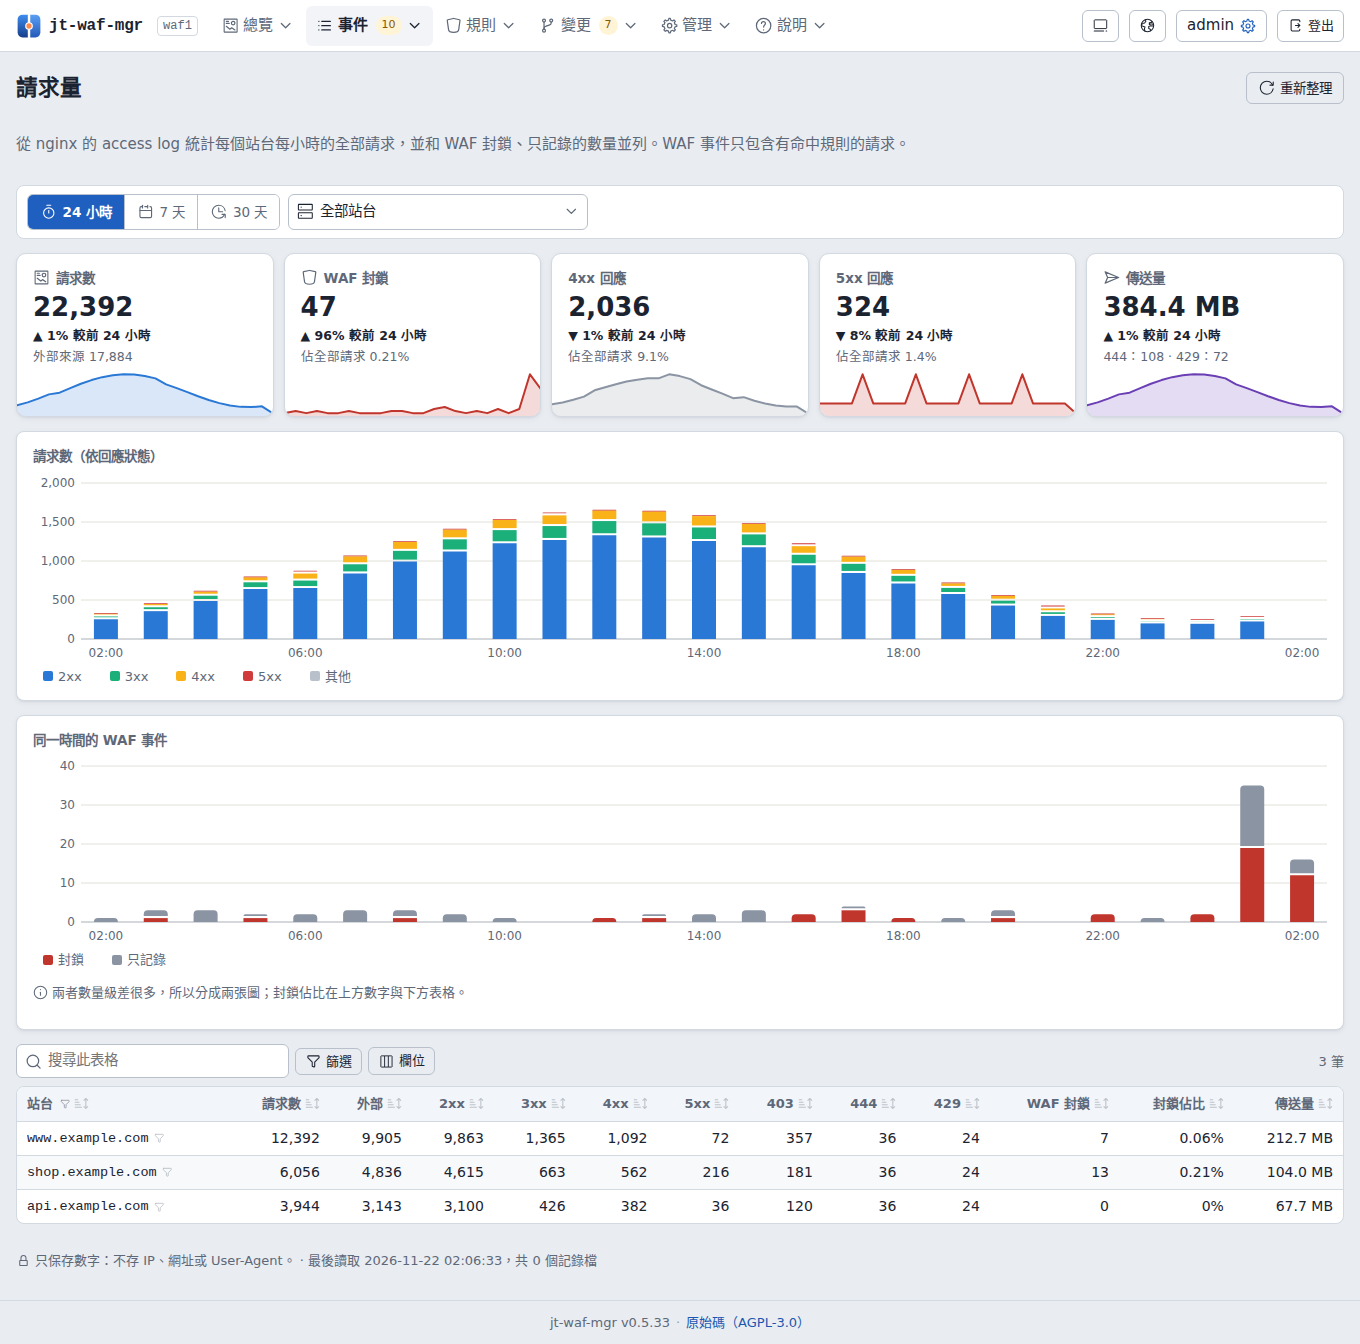 jt-waf-mgr waf1 總覽 事件 10 規則 變更 7 管理 說明 admin 登出
請求量 重新整理
從 nginx 的 access log 統計每個站台每小時的全部請求，並和 WAF 封鎖、只記錄的數量並列。WAF 事件只包含有命中規則的請求。
24 小時 7 天 30 天 全部站台
請求數 WAF 封鎖 4xx 回應 5xx 回應 傳送量
22,392 47 2,036 324 384.4 MB
▲ 1% 較前 24 小時 ▲ 96% 較前 24 小時 ▼ 1% 較前 24 小時 ▼ 8% 較前 24 小時 ▲ 1% 較前 24 小時
外部來源 17,884 佔全部請求 0.21% 佔全部請求 9.1% 佔全部請求 1.4% 444：108 · 429：72
請求數（依回應狀態）
2,000
1,500
1,000
500
0
02:00 06:00 10:00 14:00 18:00 22:00 02:00
2xx 3xx 4xx 5xx 其他
同一時間的 WAF 事件
40
30
20
10
0
02:00 06:00 10:00 14:00 18:00 22:00 02:00
封鎖 只記錄
兩者數量級差很多，所以分成兩張圖；封鎖佔比在上方數字與下方表格。
搜尋此表格 篩選 欄位 3 筆
站台 請求數 外部 2xx 3xx 4xx 5xx 403 444 429 WAF 封鎖 封鎖佔比 傳送量
www.example.com 12,392 9,905 9,863 1,365 1,092 72 357 36 24 7 0.06% 212.7 MB
shop.example.com 6,056 4,836 4,615 663 562 216 181 36 24 13 0.21% 104.0 MB
api.example.com 3,944 3,143 3,100 426 382 36 120 36 24 0 0% 67.7 MB
只保存數字：不存 IP、網址或 User-Agent。 · 最後讀取 2026-11-22 02:06:33，共 0 個記錄檔
jt-waf-mgr v0.5.33 · 原始碼（AGPL-3.0）